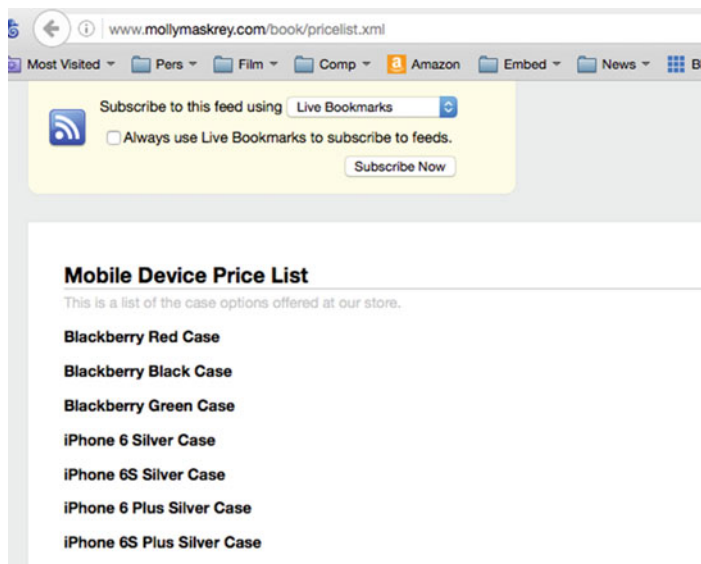 www.mollymaskrey.com/book/pricelist.xml
Most Visited Pers Film Comp Amazon Embed News B
Subscribe to this feed using Live Bookmarks
Always use Live Bookmarks to subscribe to feeds.
Subscribe Now
Mobile Device Price List
This is a list of the case options offered at our store.
Blackberry Red Case
Blackberry Black Case
Blackberry Green Case
iPhone 6 Silver Case
iPhone 6S Silver Case
iPhone 6 Plus Silver Case
iPhone 6S Plus Silver Case